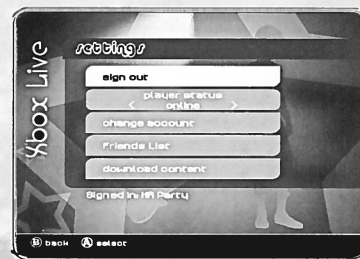 Xbox Live
settings
sign out
player status
< online >
change account
Friends List
download content
Signed in: HA Party
B back A select